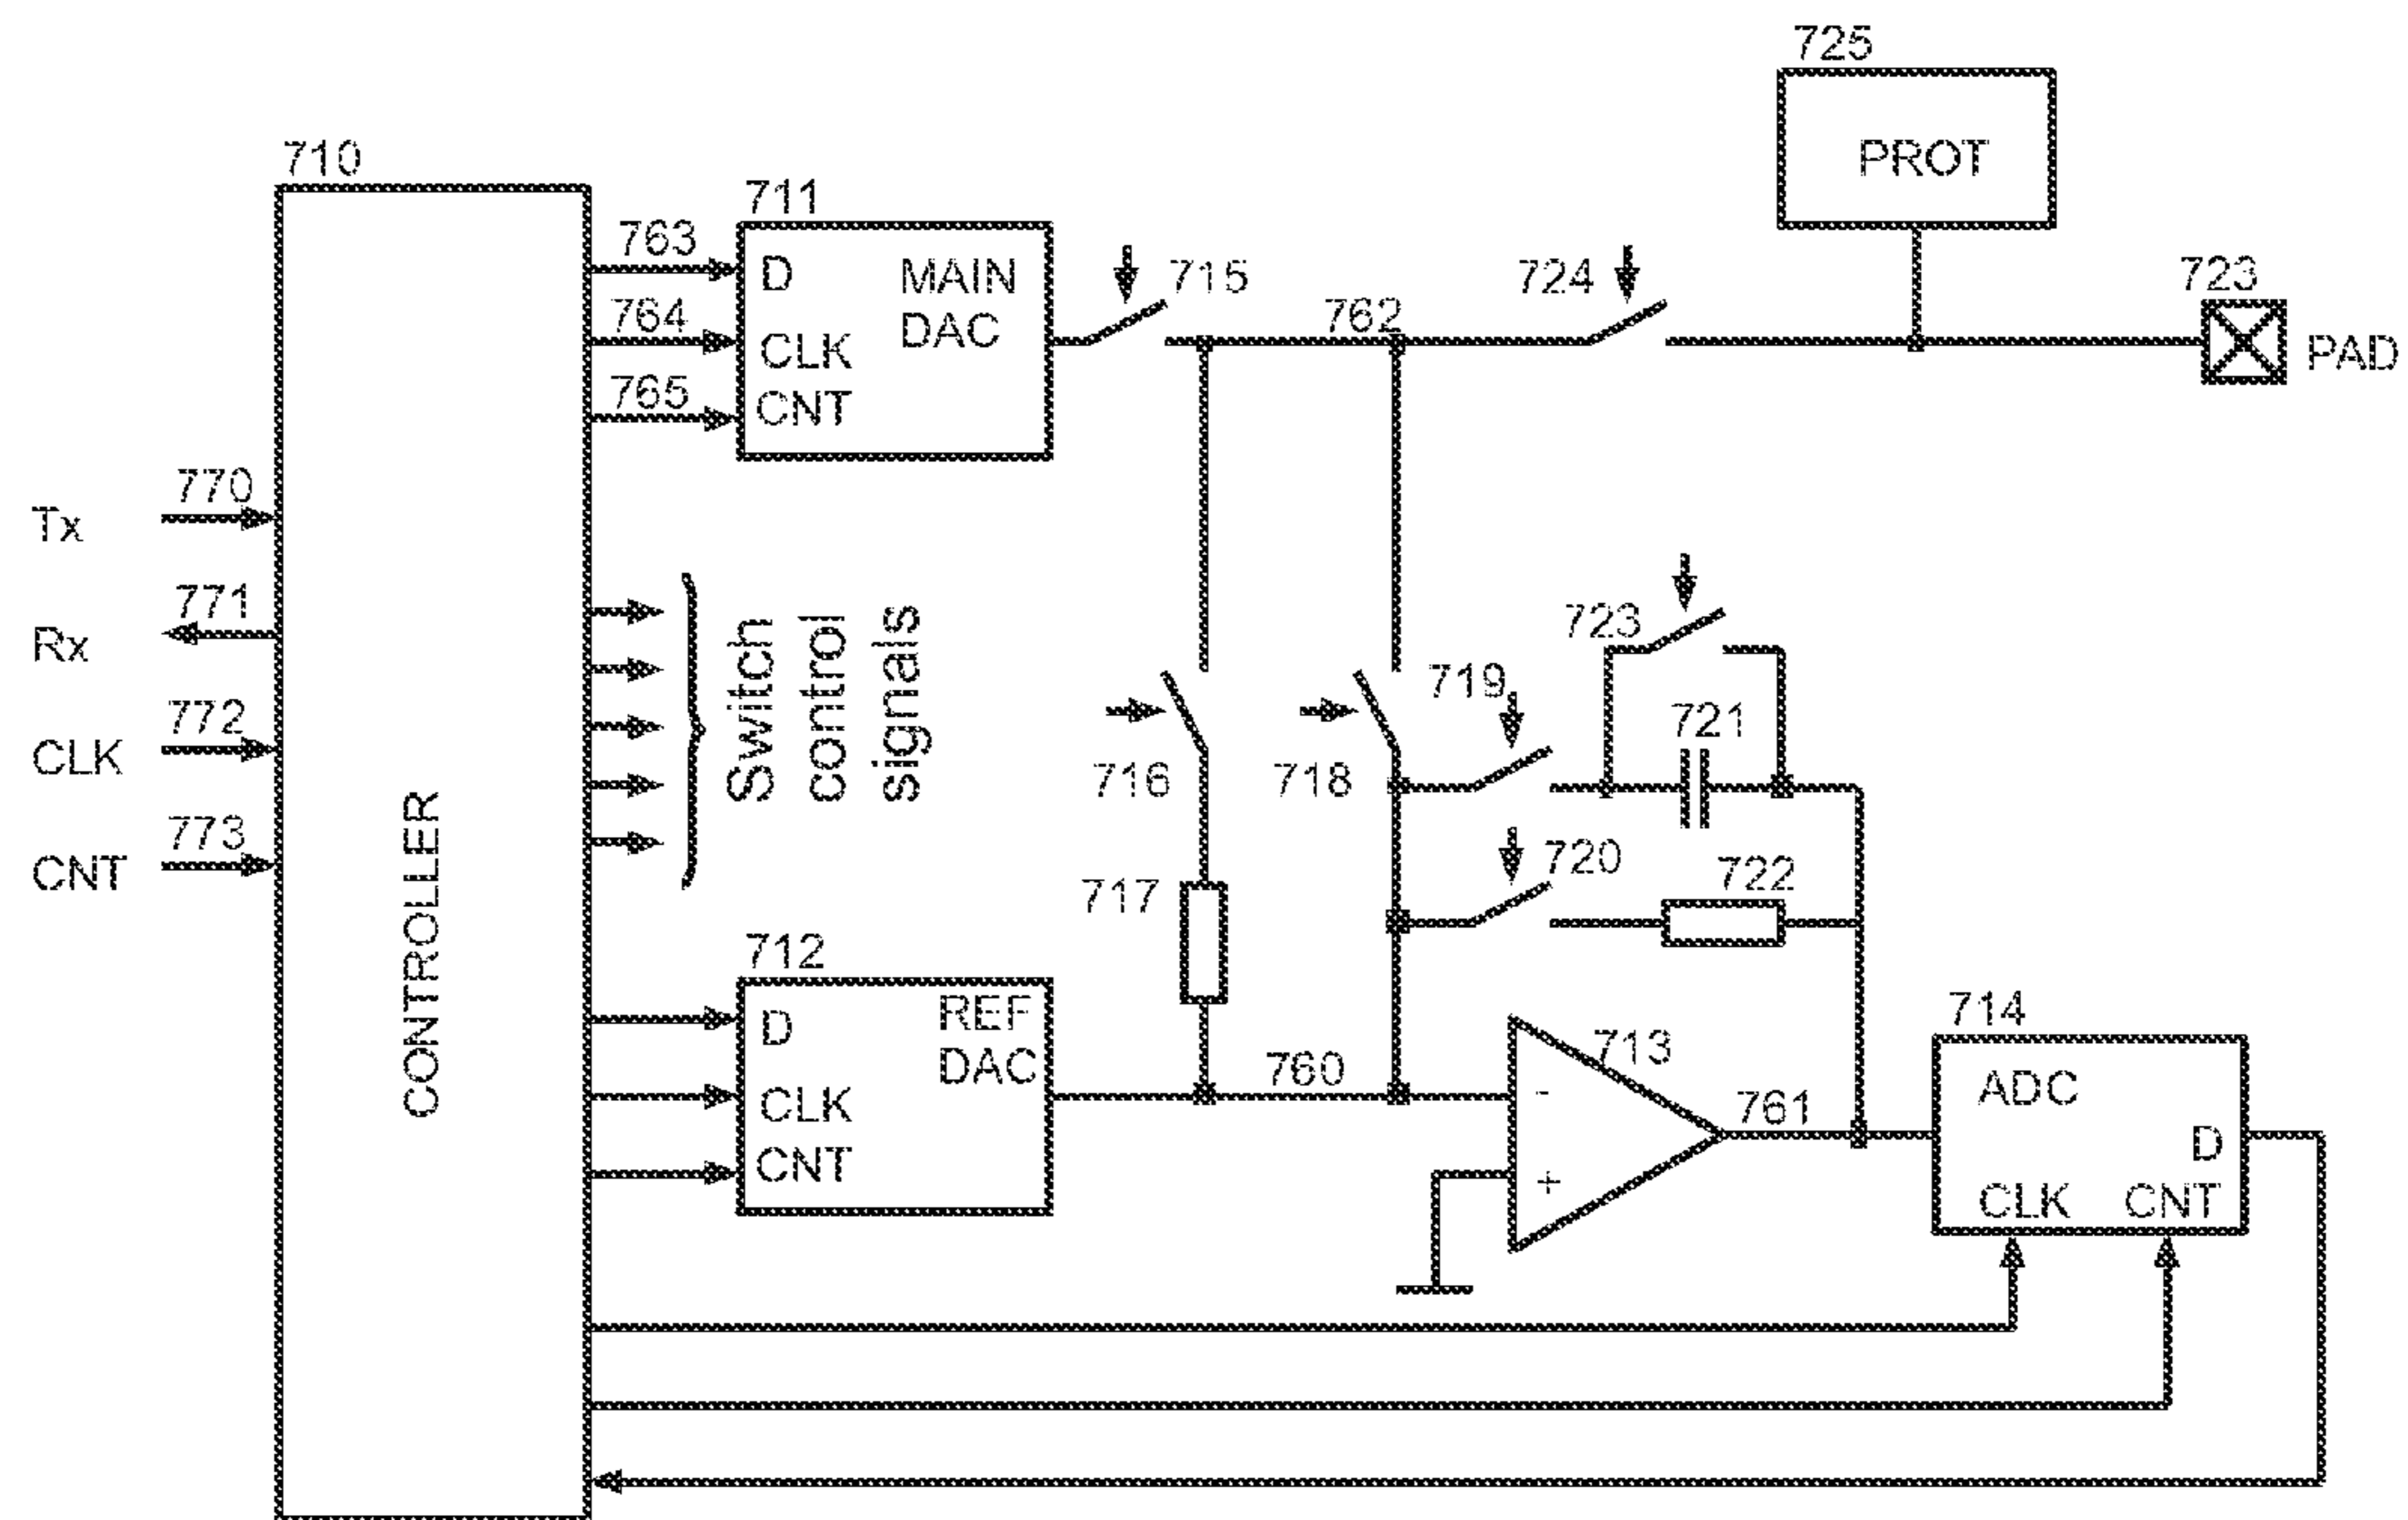 725
PROT
710
711
763
D
MAIN
715
724
723
764
762
DAC
CLK
PAD
765
CNT
770
Tx
771
Rx
772
CLK
773
CNT
CONTROLLER
Switch
control
signals
723
719
721
716
718
720
722
717
712
D
REF
DAC
760
CLK
CNT
713
-
+
761
714
ADC
D
CLK
CNT